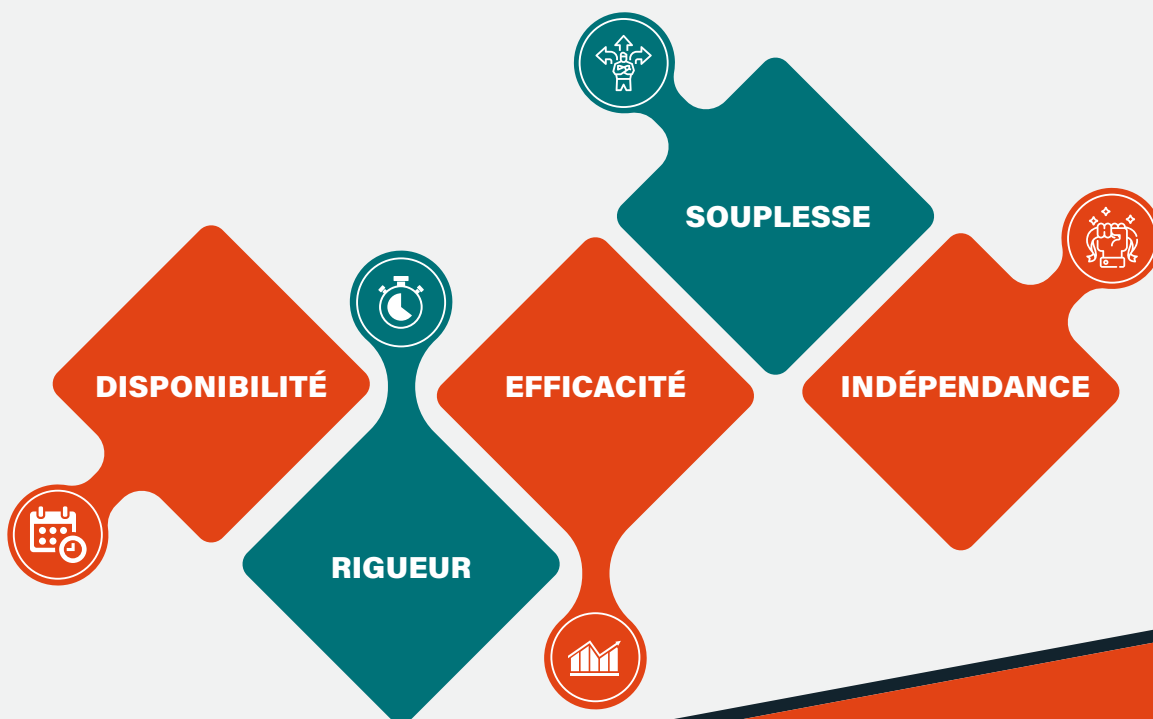 DISPONIBILITÉ
RIGUEUR
EFFICACITÉ
SOUPLESSE
INDÉPENDANCE